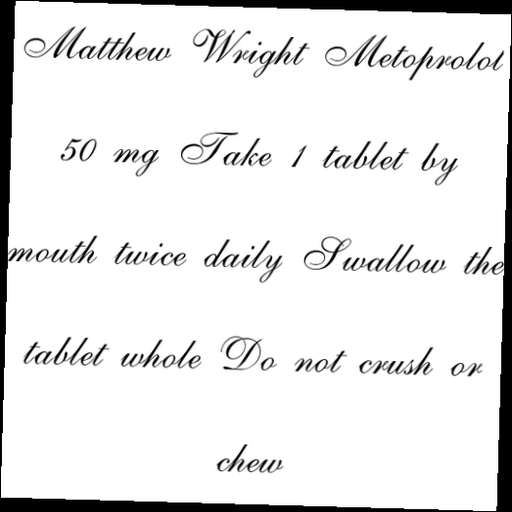 Matthew Wright Metoprolol
50 mg Take 1 tablet by
mouth twice daily Swallow the
tablet whole Do not crush or
chew